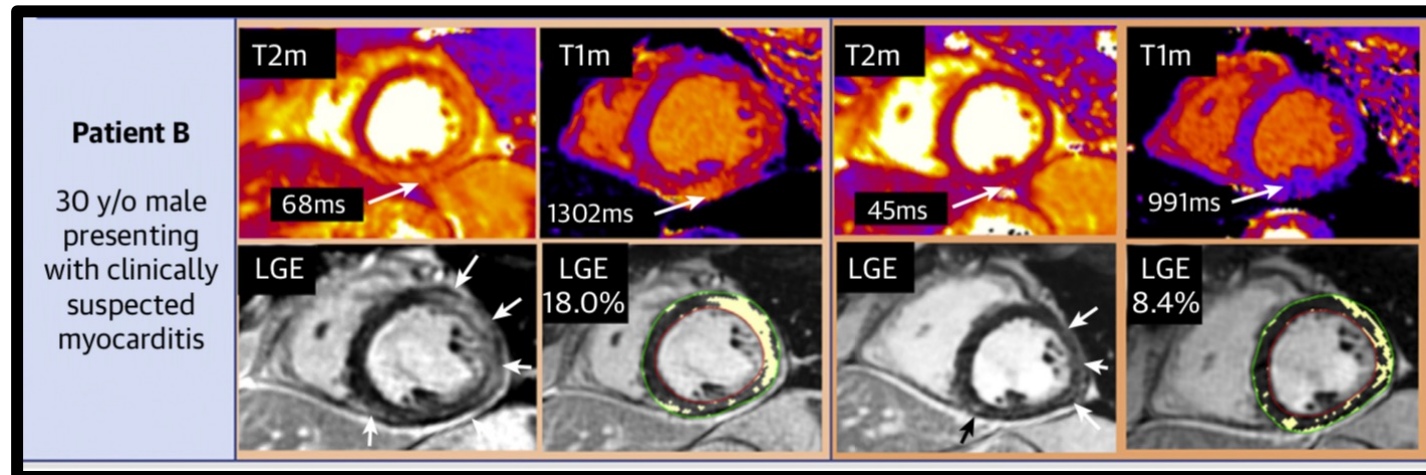 Patient B
30 y/o male
presenting
with clinically
suspected
myocarditis
T2m
68ms
T1m
1302ms
T2m
45ms
T1m
991ms
LGE
LGE
18.0%
LGE
LGE
8.4%